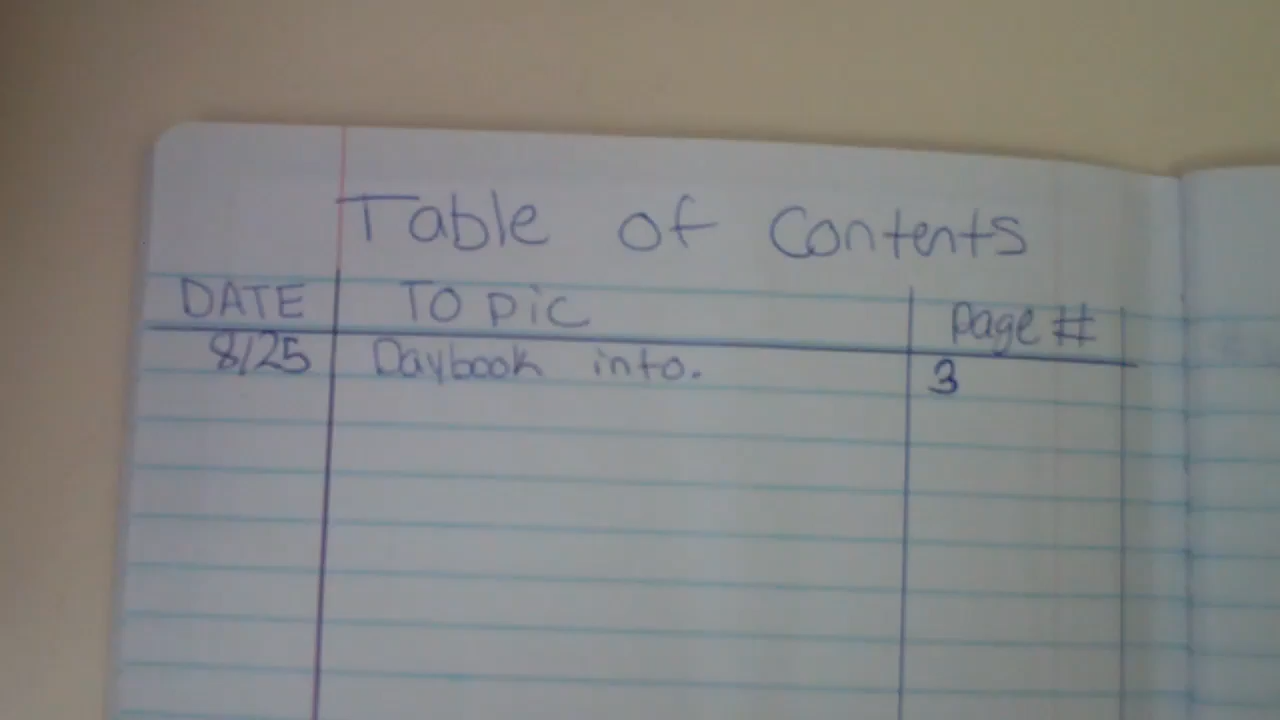 Table of Contents
DATE TOPiC Page #
8/25 Daybook info. 3